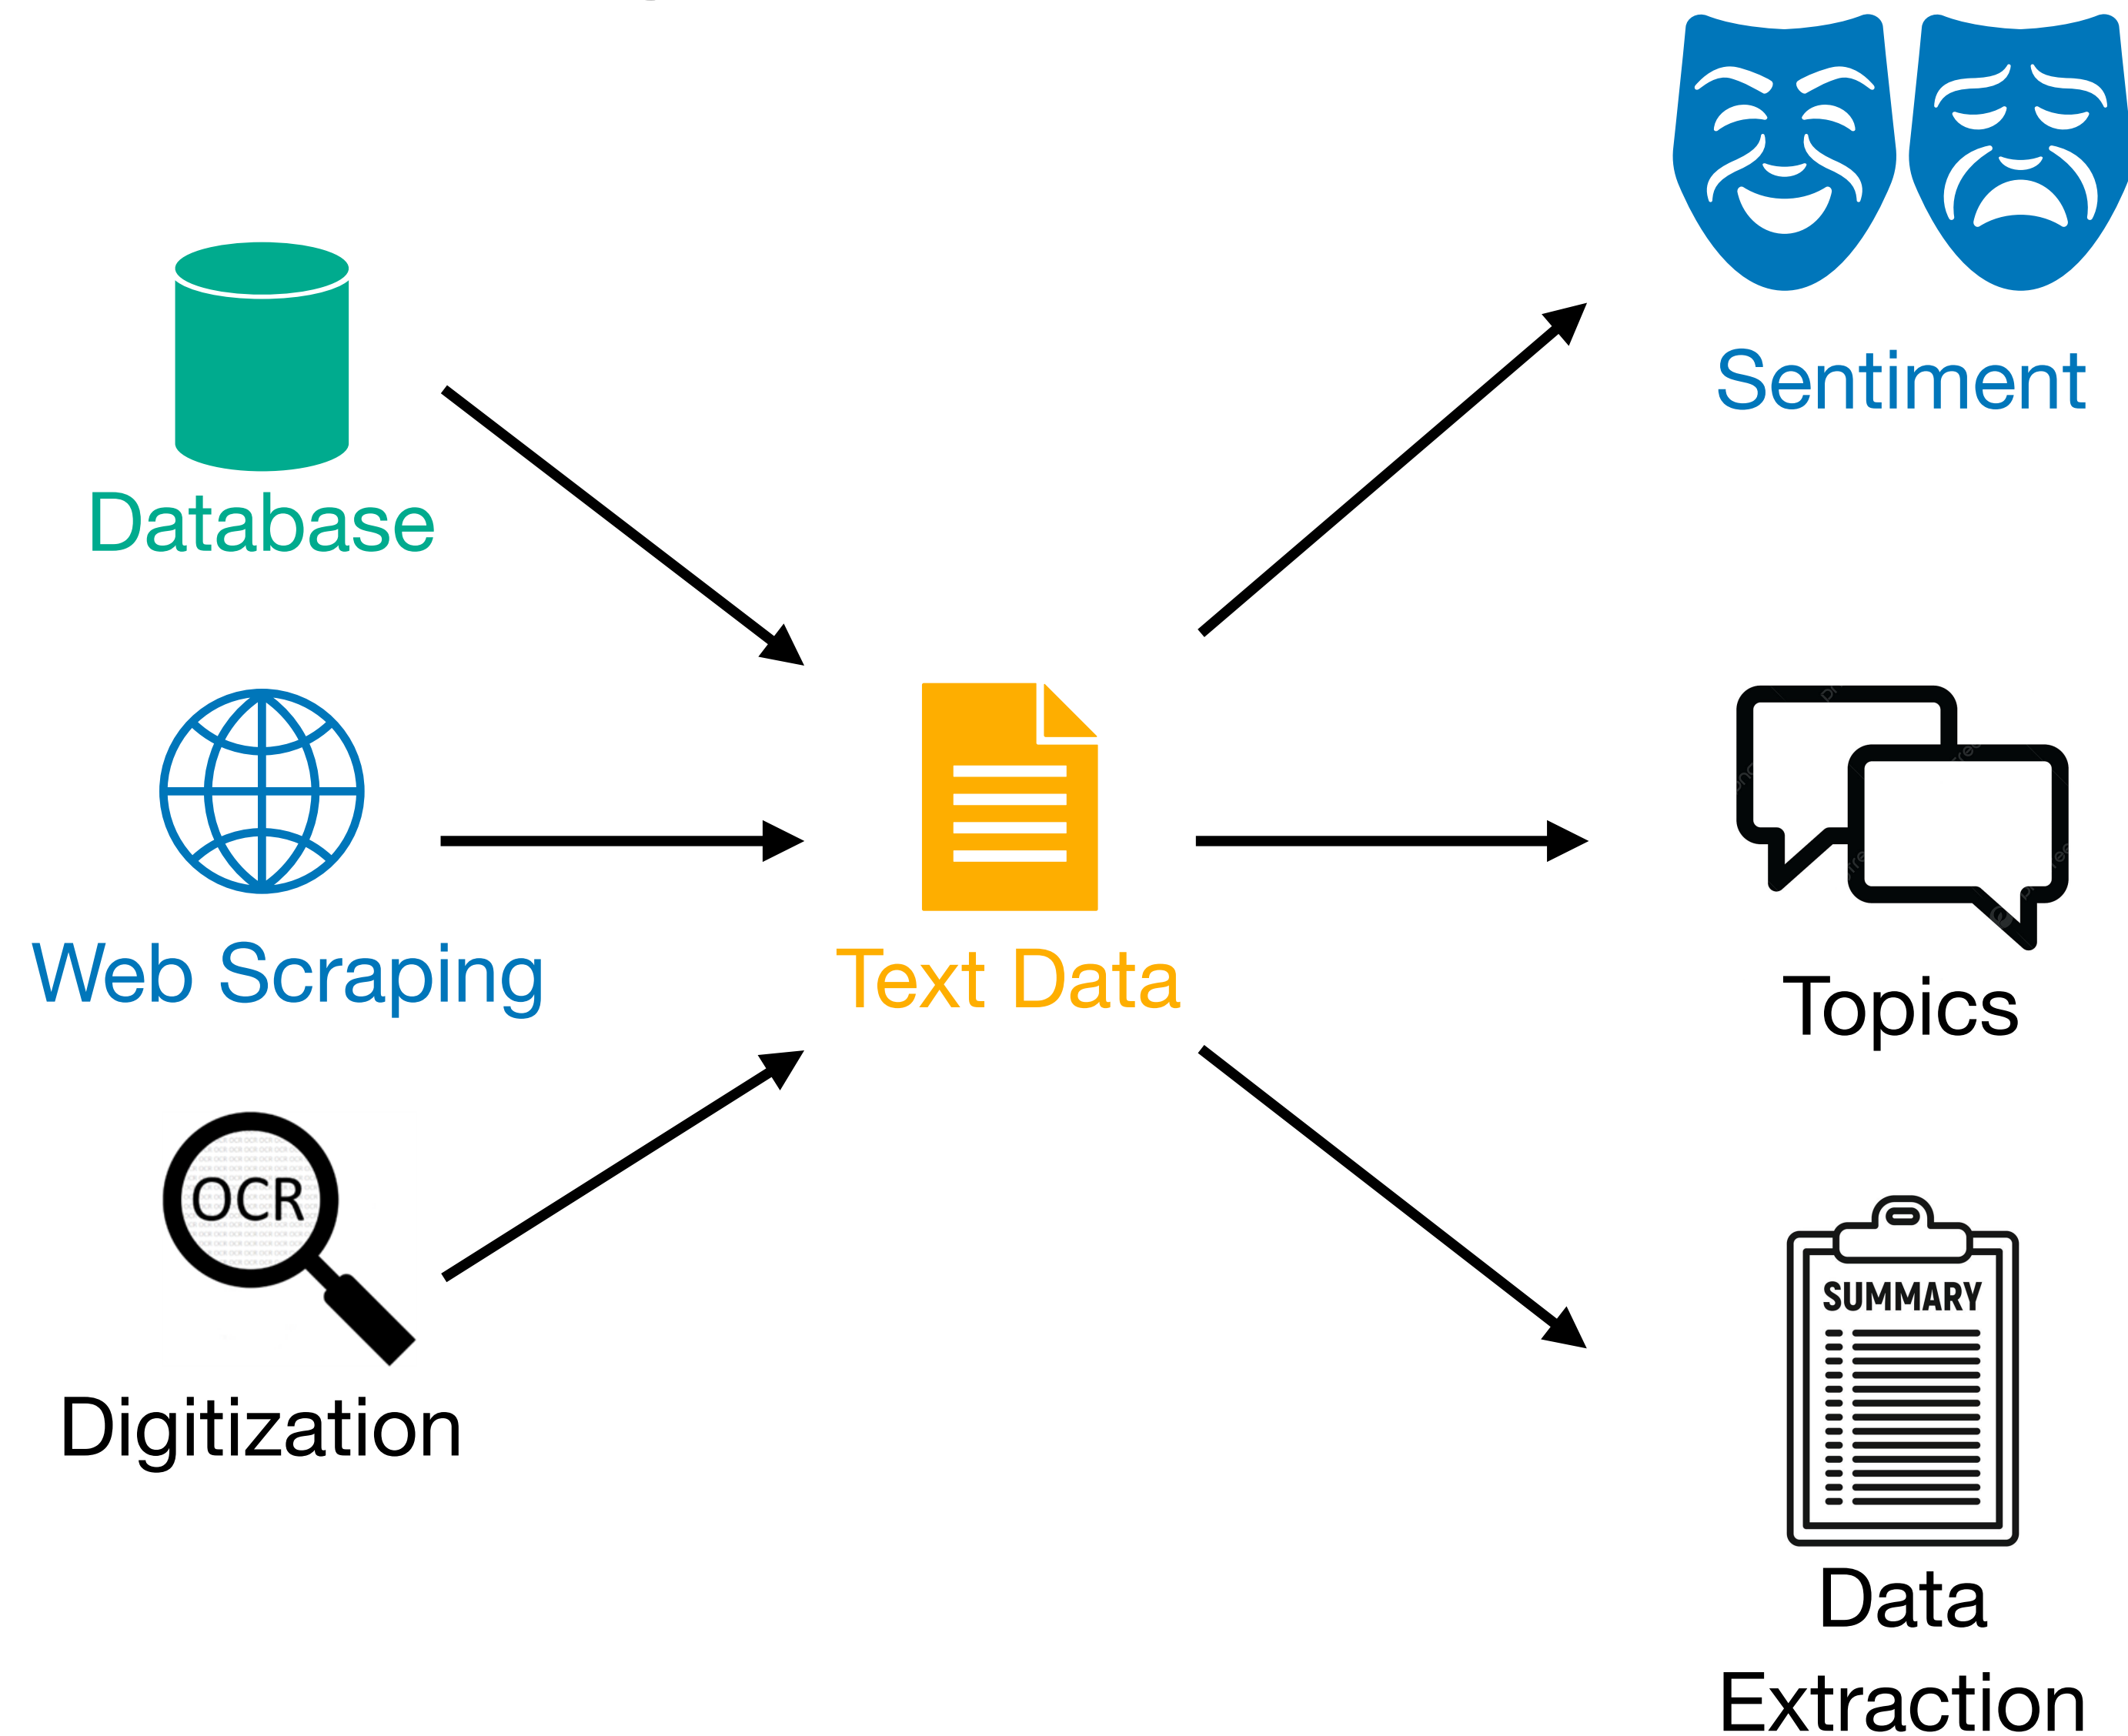 Sentiment
Database
Web Scraping
Text Data
Topics
OCR
SUMMARY
Digitization
Data
Extraction